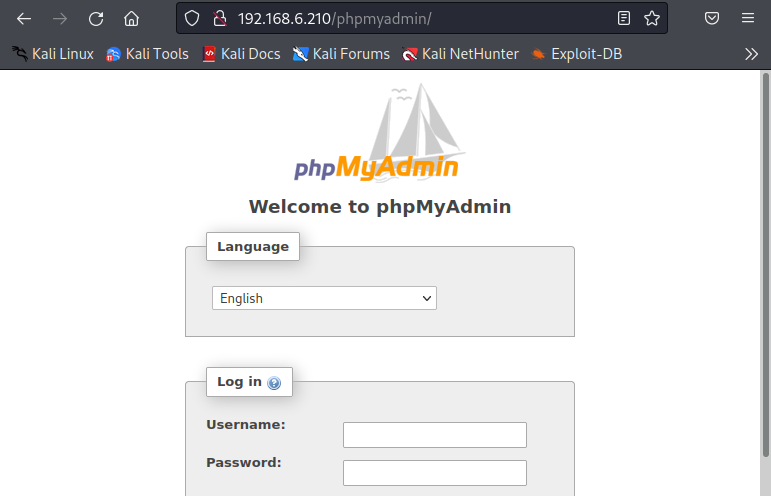 192.168.6.210/phpmyadmin/
Kali Linux Kali Tools Kali Docs Kali Forums Kali NetHunter Exploit-DB
phpMyAdmin
Welcome to phpMyAdmin
Language
English
Log in
Username:
Password: